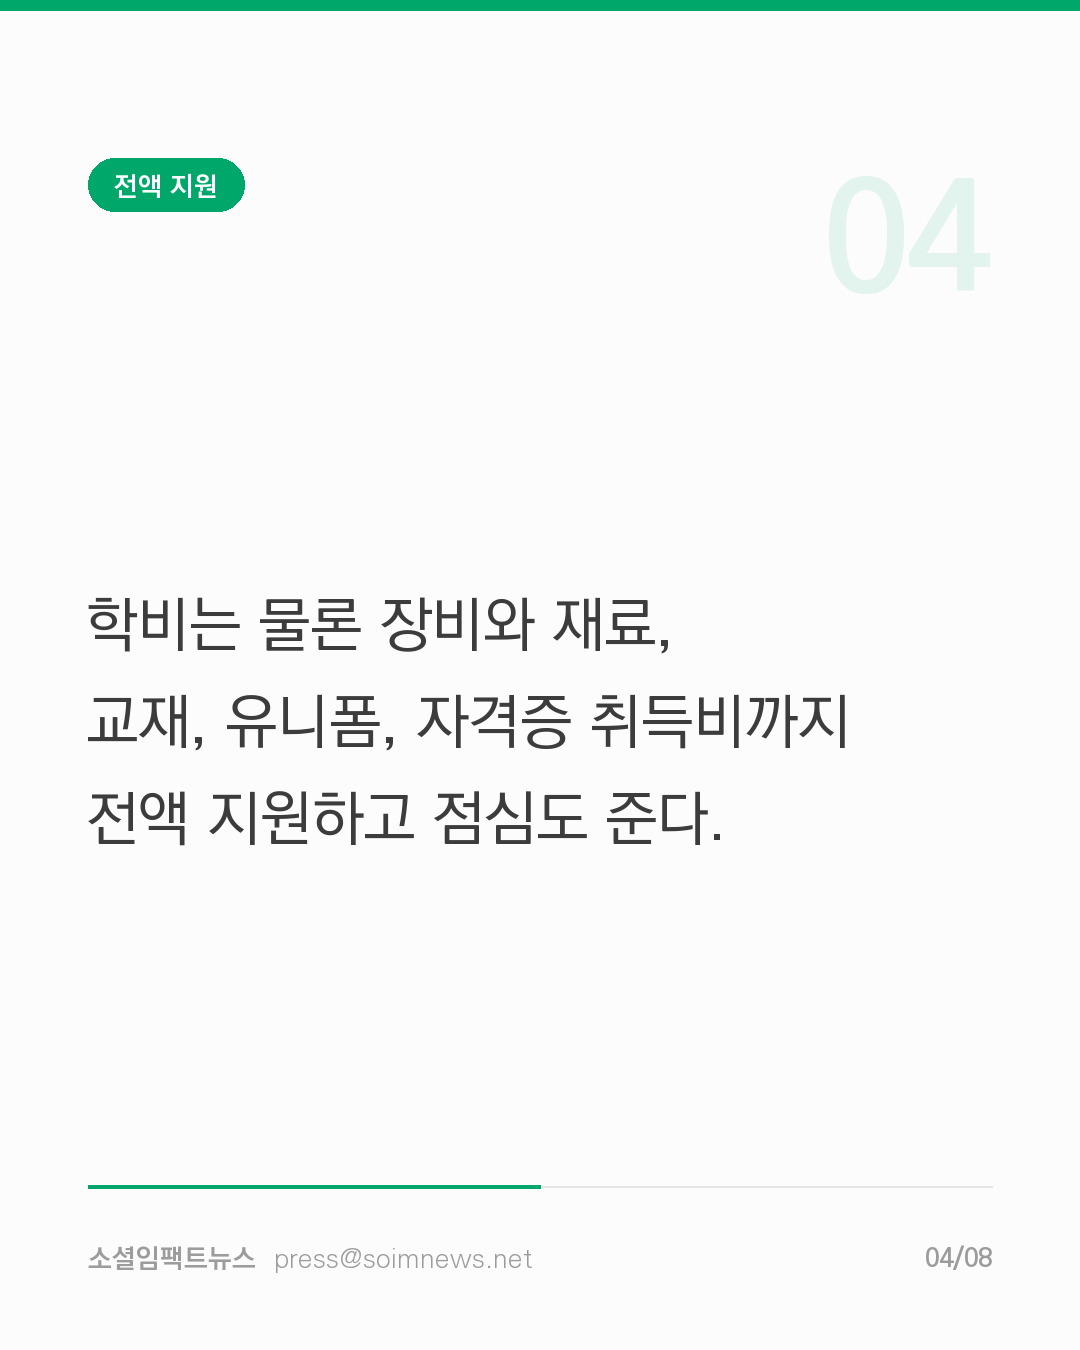 전액 지원
04
학비는 물론 장비와 재료,
교재, 유니폼, 자격증 취득비까지
전액 지원하고 점심도 준다.
소셜임팩트뉴스 press@soimnews.net
04/08